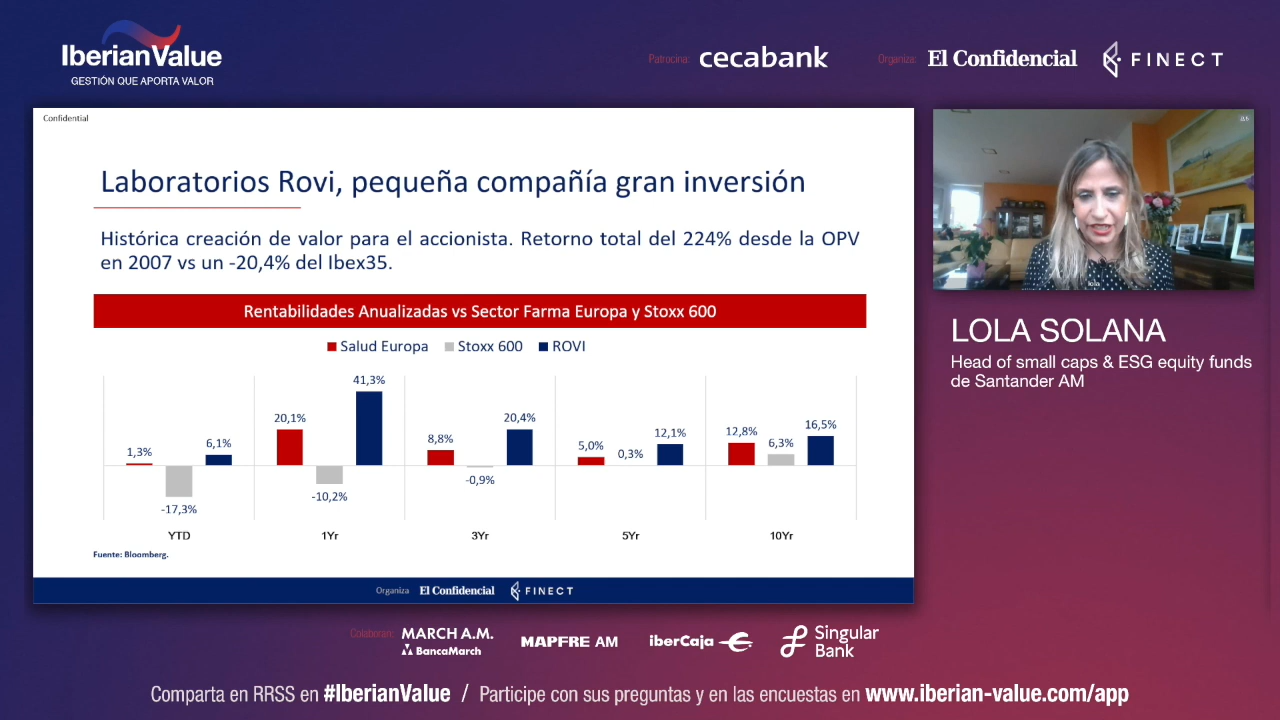 IberianValue
GESTIÓN QUE APORTA VALOR
Patrocina: cecabank
Organiza: El Confidencial FINECT
Confidential
Laboratorios Rovi, pequeña compañía gran inversión
Histórica creación de valor para el accionista. Retorno total del 224% desde la OPV
en 2007 vs un -20,4% del Ibex35.
Rentabilidades Anualizadas vs Sector Farma Europa y Stoxx 600
Salud Europa Stoxx 600 ROVI
1,3% -17,3% 6,1%
20,1% -10,2% 41,3%
8,8% -0,9% 20,4%
5,0% 0,3% 12,1%
12,8% 6,3% 16,5%
YTD 1Yr 3Yr 5Yr 10Yr
Fuente: Bloomberg.
Organiza El Confidencial FINECT
lola
LOLA SOLANA
Head of small caps & ESG equity funds
de Santander AM
Colaboran: MARCH A.M.
BancaMarch
MAPFRE AM
iberCaja
Singular
Bank
Comparta en RRSS en #IberianValue / Participe con sus preguntas y en las encuestas en www.iberian-value.com/app